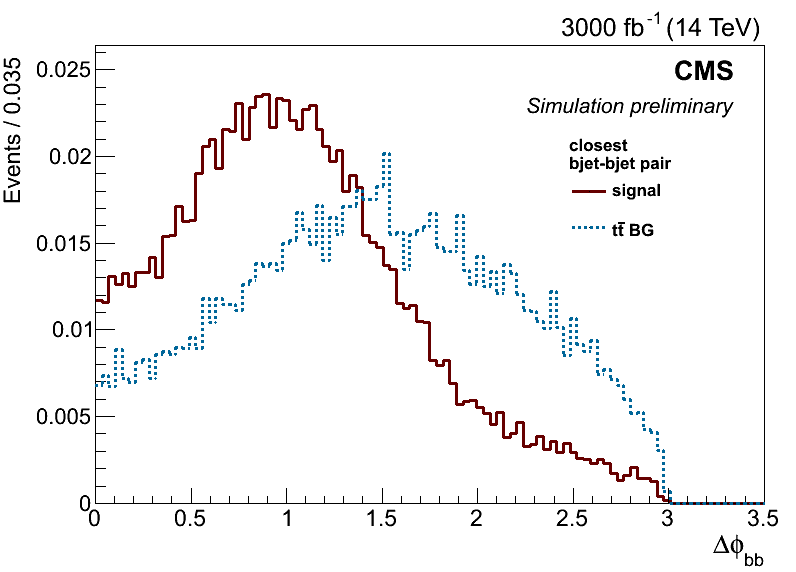 3000 fb⁻¹ (14 TeV)
CMS
Simulation preliminary
closest
bjet-bjet pair
signal
tt̄ BG
Events / 0.035
0.025
0.02
0.015
0.01
0.005
0
0 0.5 1 1.5 2 2.5 3 3.5
Δϕbb